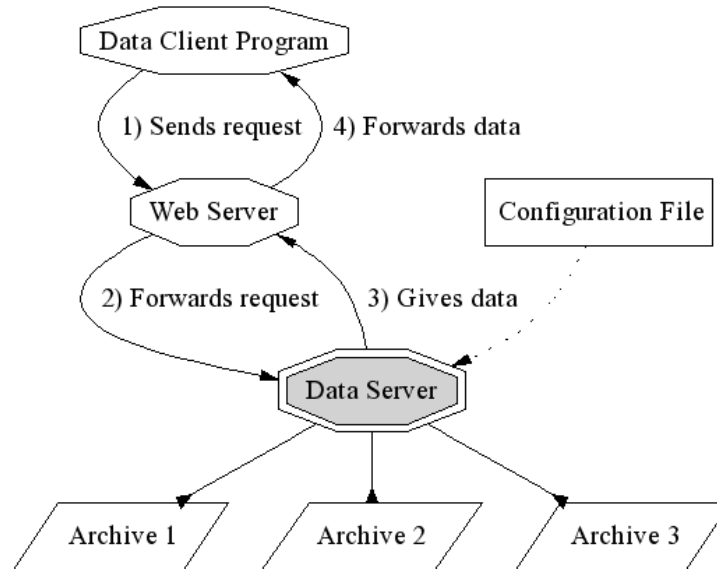 Data Client Program
1) Sends request
4) Forwards data
Web Server
Configuration File
2) Forwards request
3) Gives data
Data Server
Archive 1
Archive 2
Archive 3